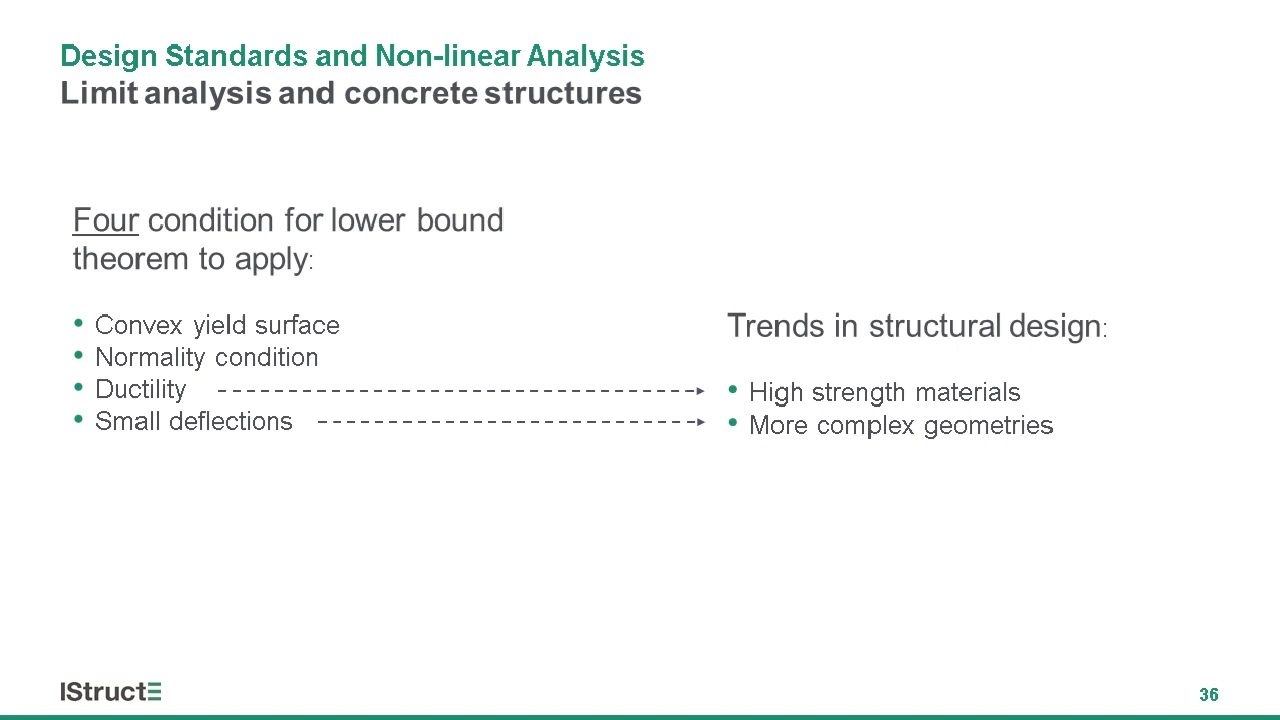 Design Standards and Non-linear Analysis
Limit analysis and concrete structures
Four condition for lower bound
theorem to apply:
• Convex yield surface
• Normality condition
• Ductility
• Small deflections
Trends in structural design:
• High strength materials
• More complex geometries
IStructE
36